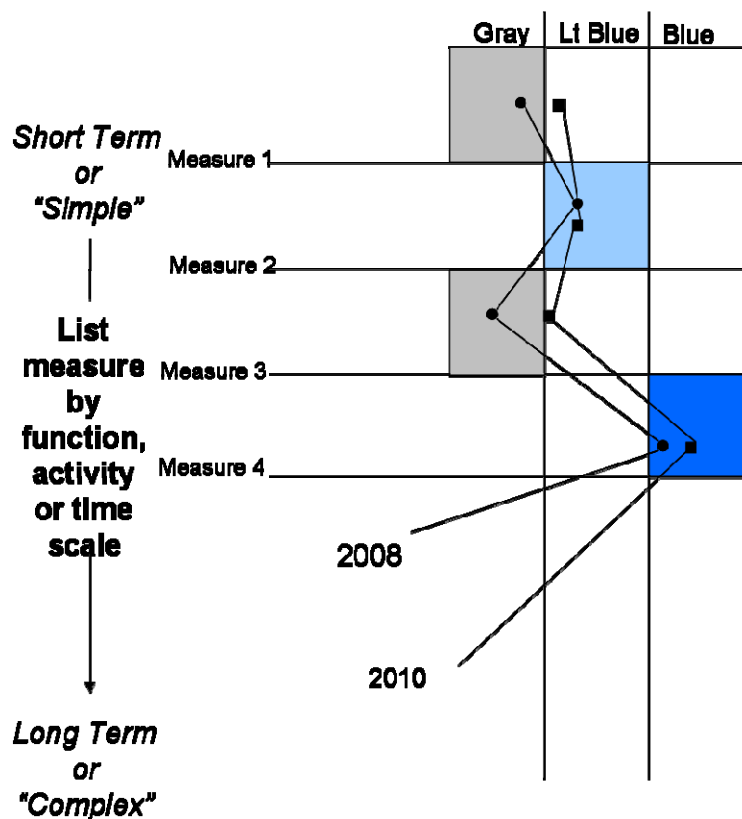 Gray Lt Blue Blue
Short Term
or
“Simple”
Measure 1
Measure 2
List
measure
by
function,
activity
or time
scale
Measure 3
Measure 4
2008
2010
Long Term
or
“Complex”